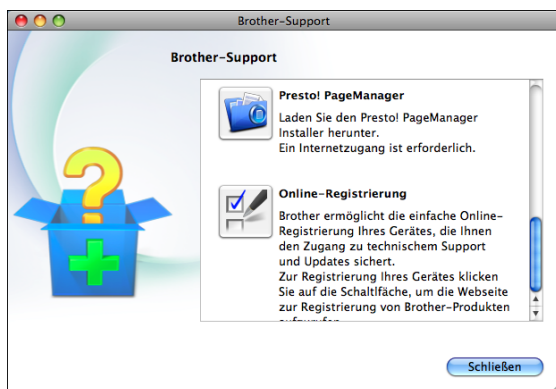 Brother-Support
Brother-Support
Presto! PageManager
Laden Sie den Presto! PageManager
Installer herunter.
Ein Internetzugang ist erforderlich.
Online-Registrierung
Brother ermöglicht die einfache Online-
Registrierung Ihres Gerätes, die Ihnen
den Zugang zu technischem Support
und Updates sichert.
Zur Registrierung Ihres Gerätes klicken
Sie auf die Schaltfläche, um die Webseite
zur Registrierung von Brother-Produkten
Schließen